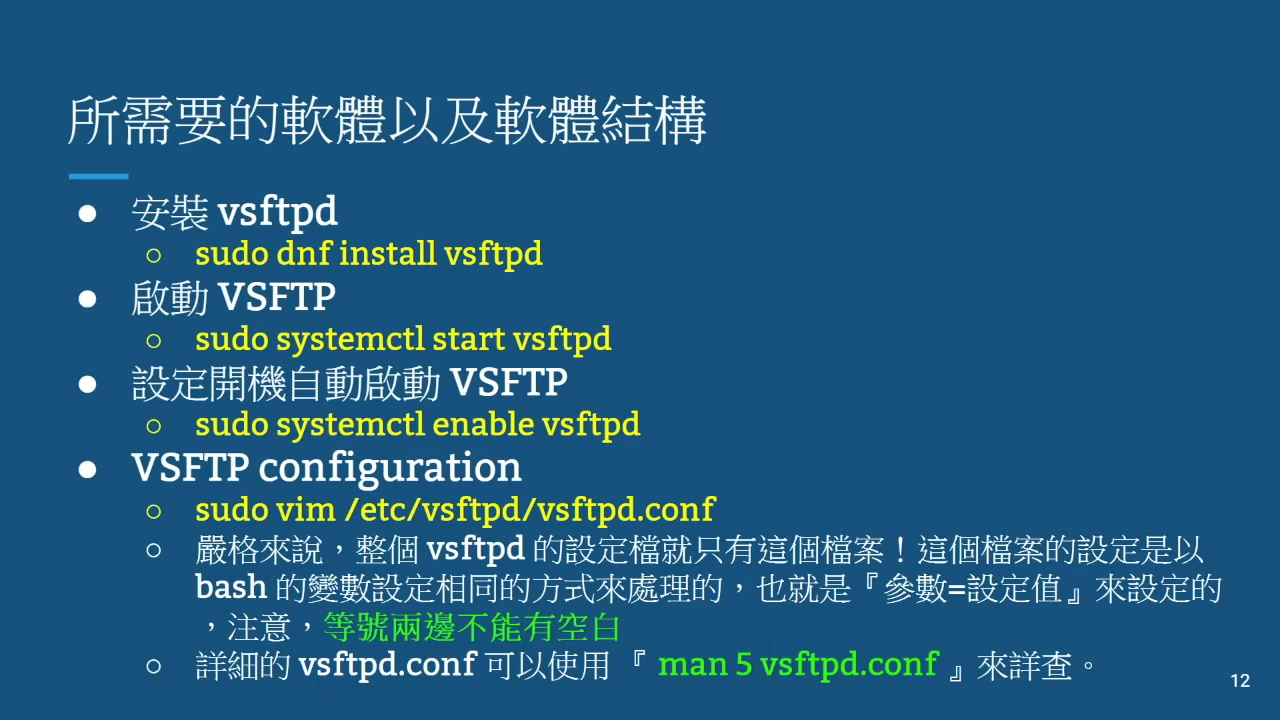 所需要的軟體以及軟體結構
● 安裝 vsftpd
○ sudo dnf install vsftpd
● 啟動 VSFTP
○ sudo systemctl start vsftpd
● 設定開機自動啟動 VSFTP
○ sudo systemctl enable vsftpd
● VSFTP configuration
○ sudo vim /etc/vsftpd/vsftpd.conf
○ 嚴格來說，整個 vsftpd 的設定檔就只有這個檔案！這個檔案的設定是以
bash 的變數設定相同的方式來處理的，也就是『參數=設定值』來設定的
，注意，等號兩邊不能有空白
○ 詳細的 vsftpd.conf 可以使用 『 man 5 vsftpd.conf 』來詳查。
12